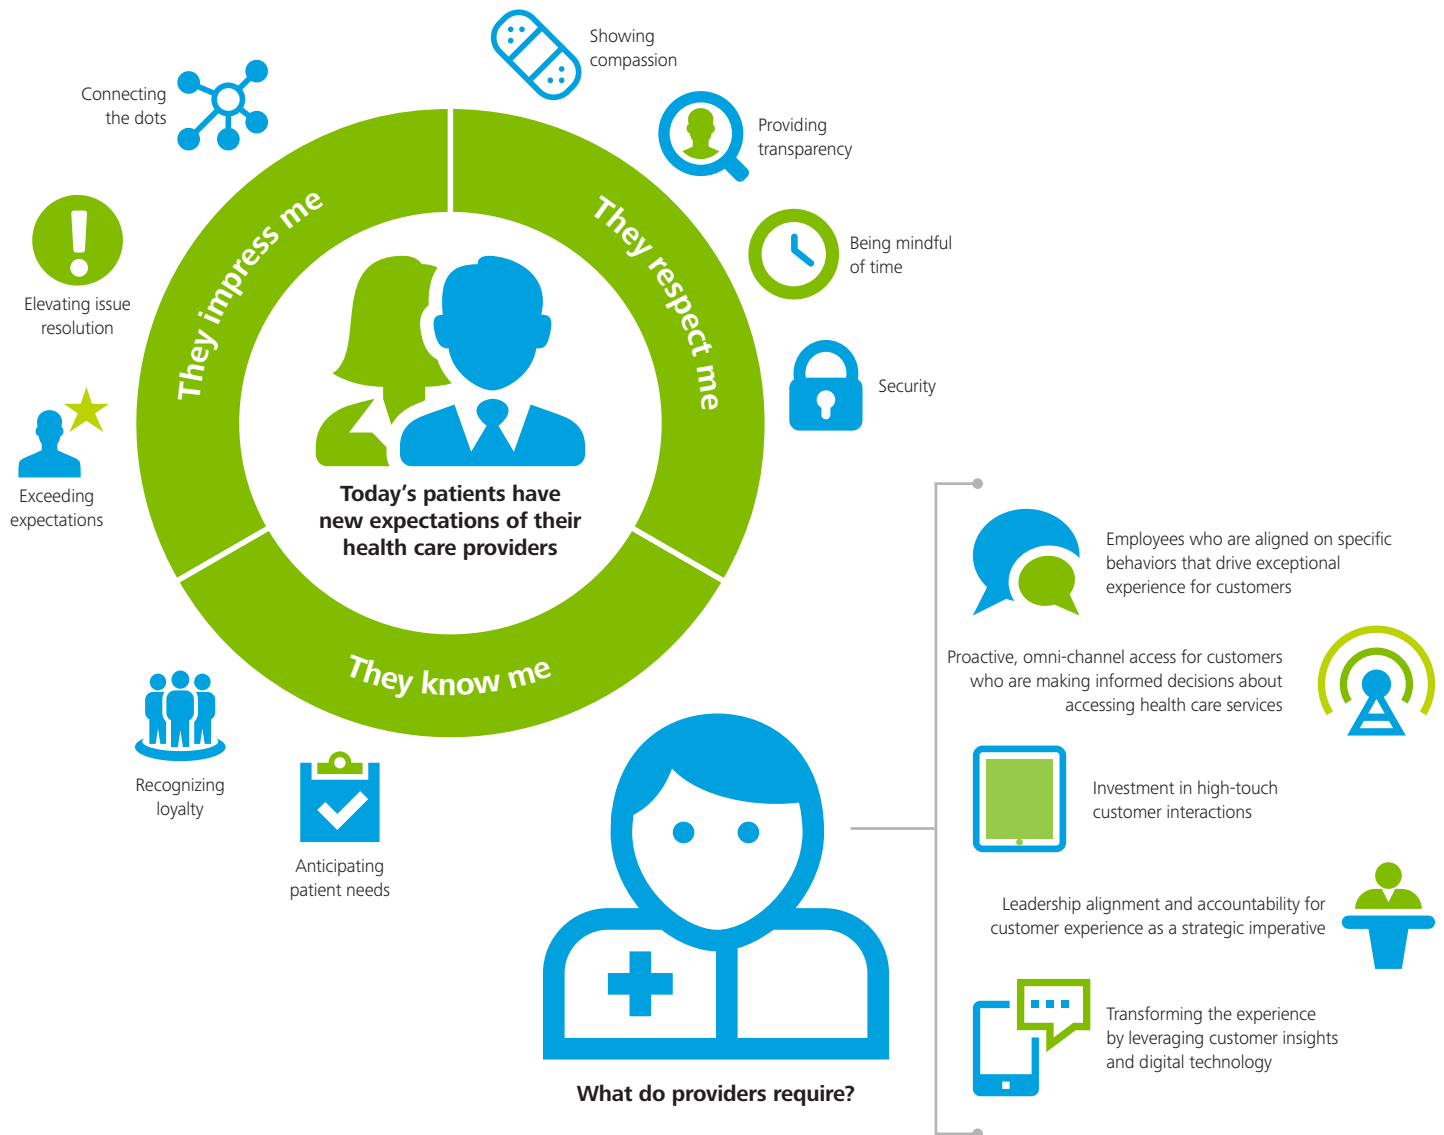 Showing
compassion
Connecting
the dots
Providing
transparency
They impress me
They respect me
Being mindful
of time
Elevating issue
resolution
Security
Exceeding
expectations
Today’s patients have
new expectations of their
health care providers
They know me
Recognizing
loyalty
Anticipating
patient needs
Employees who are aligned on specific
behaviors that drive exceptional
experience for customers
Proactive, omni-channel access for customers
who are making informed decisions about
accessing health care services
Investment in high-touch
customer interactions
Leadership alignment and accountability for
customer experience as a strategic imperative
Transforming the experience
by leveraging customer insights
and digital technology
What do providers require?